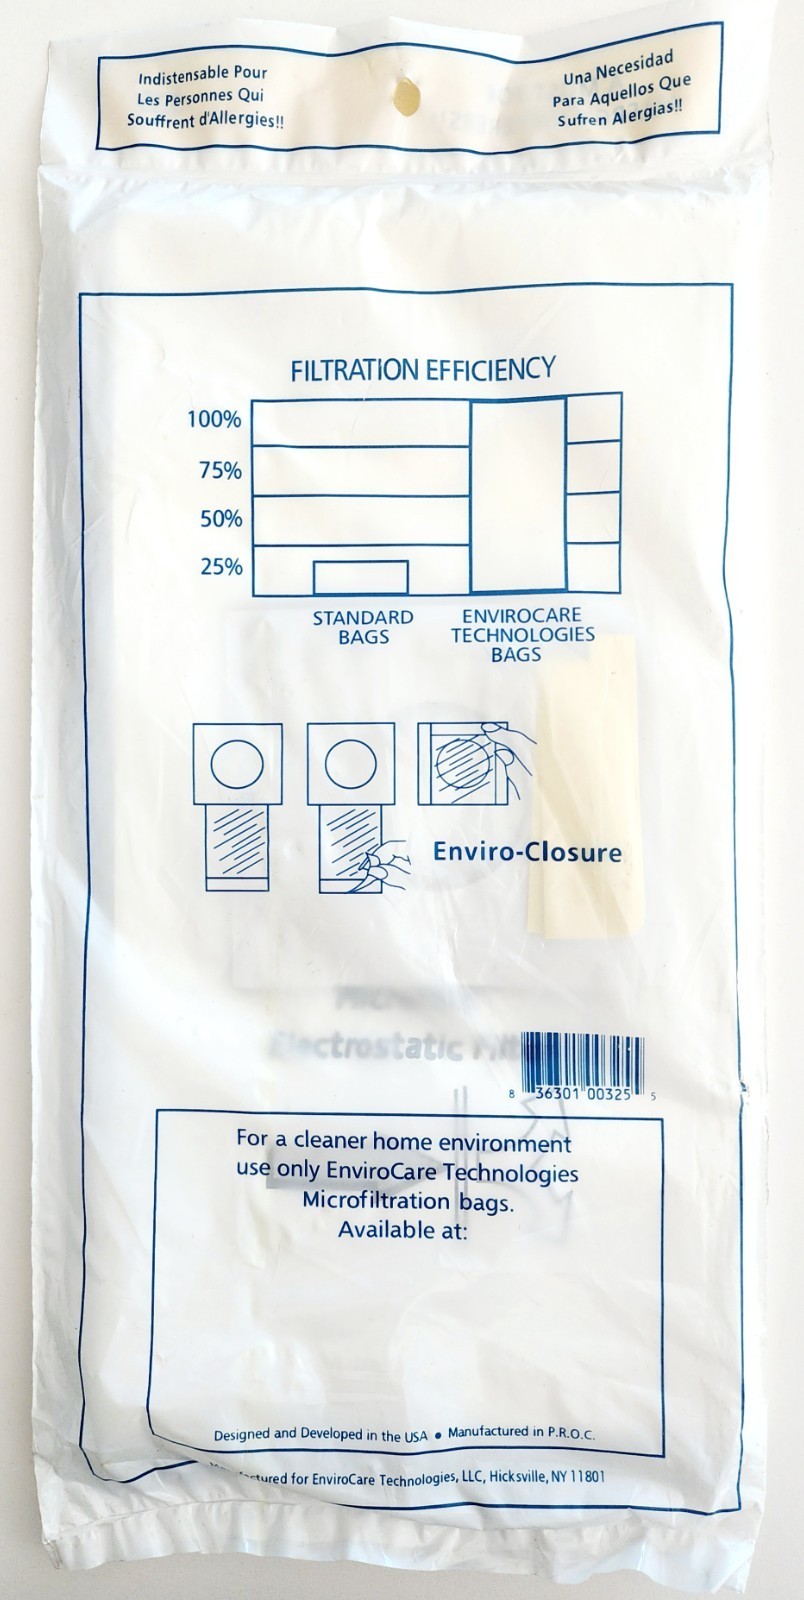 Indistensable Pour
Les Personnes Qui
Souffrent d'Allergies!!
Una Necesidad
Para Aquellos Que
Sufren Alergias!!
FILTRATION EFFICIENCY
100%
75%
50%
25%
STANDARD
BAGS
ENVIROCARE
TECHNOLOGIES
BAGS
Enviro-Closure
Electrostatic
8 36301 00325 5
For a cleaner home environment
use only EnviroCare Technologies
Microfiltration bags.
Available at:
Designed and Developed in the USA • Manufactured in P.R.O.C.
for EnviroCare Technologies, LLC, Hicksville, NY 11801